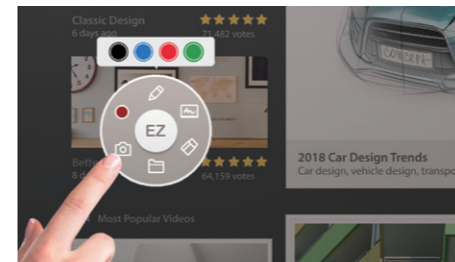 Classic Design
6 days ago
71,482 votes
EZ
64,159 votes
Most Popular Videos
CONCEPT
2018 Car Design Trends
Car design, vehicle design, transpo